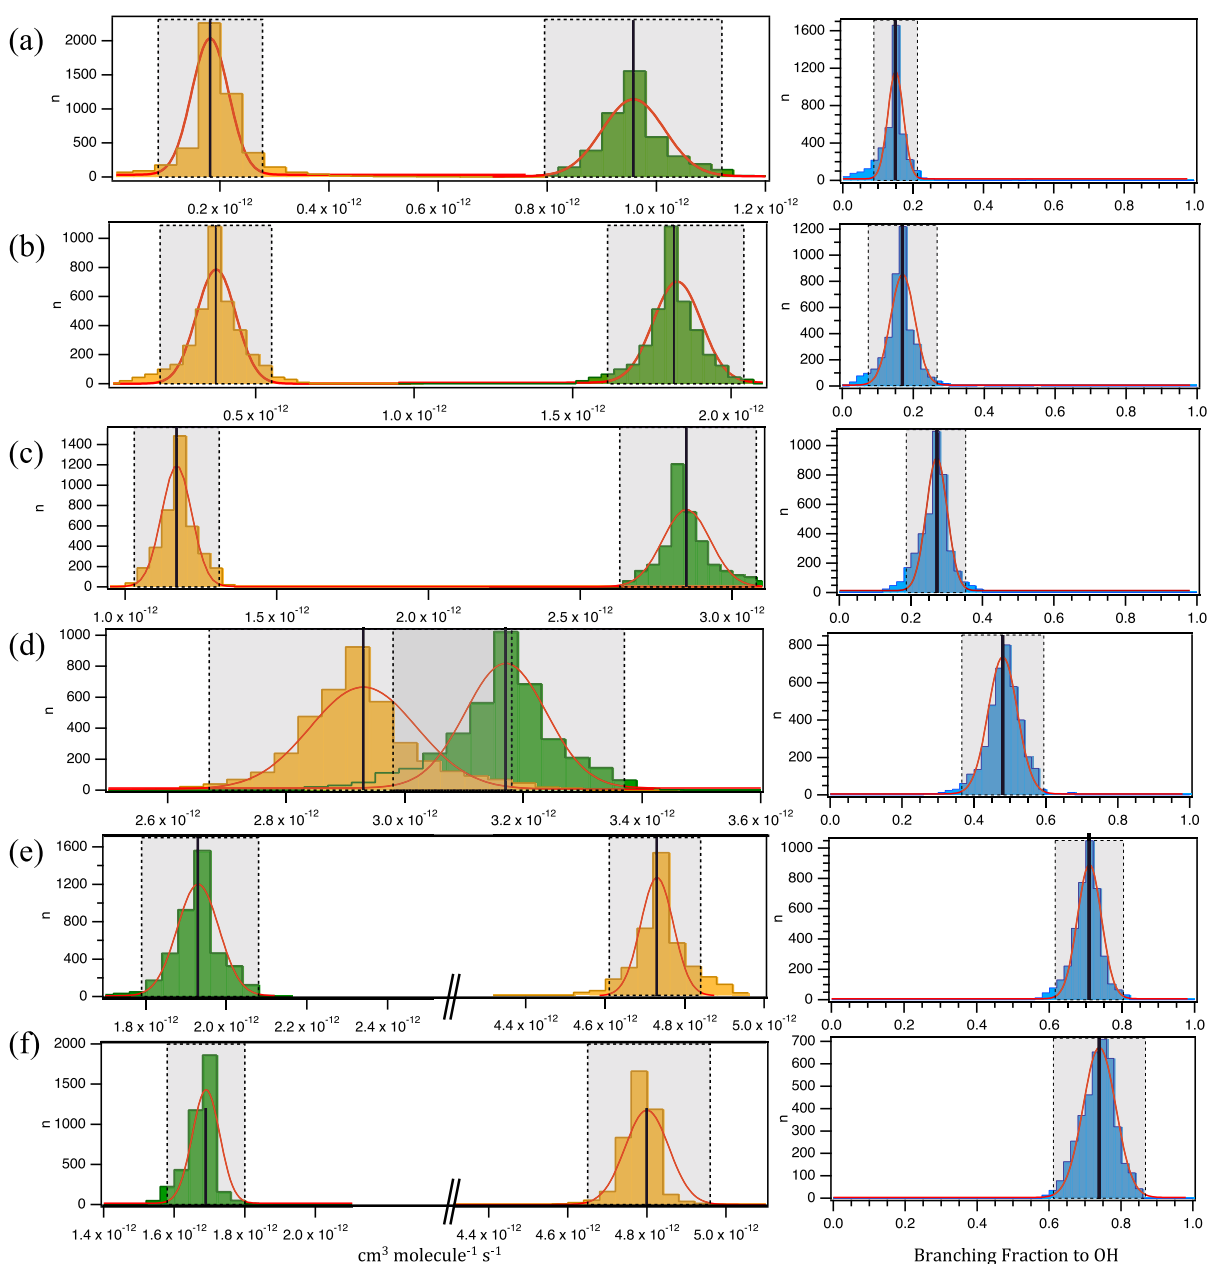 (a)
n
2000
1500
1000
500
0
0.2 x 10⁻¹²
0.4 x 10⁻¹²
0.6 x 10⁻¹²
0.8 x 10⁻¹²
1.0 x 10⁻¹²
1.2 x 10⁻¹²
n
1600
1200
800
400
0
0.0
0.2
0.4
0.6
0.8
1.0
(b)
n
1000
800
600
400
200
0
0.5 x 10⁻¹²
1.0 x 10⁻¹²
1.5 x 10⁻¹²
2.0 x 10⁻¹²
n
1200
1000
800
600
400
200
0
0.0
0.2
0.4
0.6
0.8
1.0
(c)
n
1400
1200
1000
800
600
400
200
0
1.0 x 10⁻¹²
1.5 x 10⁻¹²
2.0 x 10⁻¹²
2.5 x 10⁻¹²
3.0 x 10⁻¹²
n
1000
800
600
400
200
0
0.0
0.2
0.4
0.6
0.8
1.0
(d)
n
1000
800
600
400
200
0
2.6 x 10⁻¹²
2.8 x 10⁻¹²
3.0 x 10⁻¹²
3.2 x 10⁻¹²
3.4 x 10⁻¹²
3.6 x 10⁻¹²
n
800
600
400
200
0
0.0
0.2
0.4
0.6
0.8
1.0
(e)
n
1600
1200
800
400
0
1.8 x 10⁻¹²
2.0 x 10⁻¹²
2.2 x 10⁻¹²
2.4 x 10⁻¹²
4.4 x 10⁻¹²
4.6 x 10⁻¹²
4.8 x 10⁻¹²
5.0 x 10⁻¹²
n
1000
800
600
400
200
0
0.0
0.2
0.4
0.6
0.8
1.0
(f)
n
2000
1500
1000
500
0
1.4 x 10⁻¹²
1.6 x 10⁻¹²
1.8 x 10⁻¹²
2.0 x 10⁻¹²
4.4 x 10⁻¹²
4.6 x 10⁻¹²
4.8 x 10⁻¹²
5.0 x 10⁻¹²
n
700
600
500
400
300
200
100
0
0.0
0.2
0.4
0.6
0.8
1.0
cm³ molecule⁻¹ s⁻¹
Branching Fraction to OH